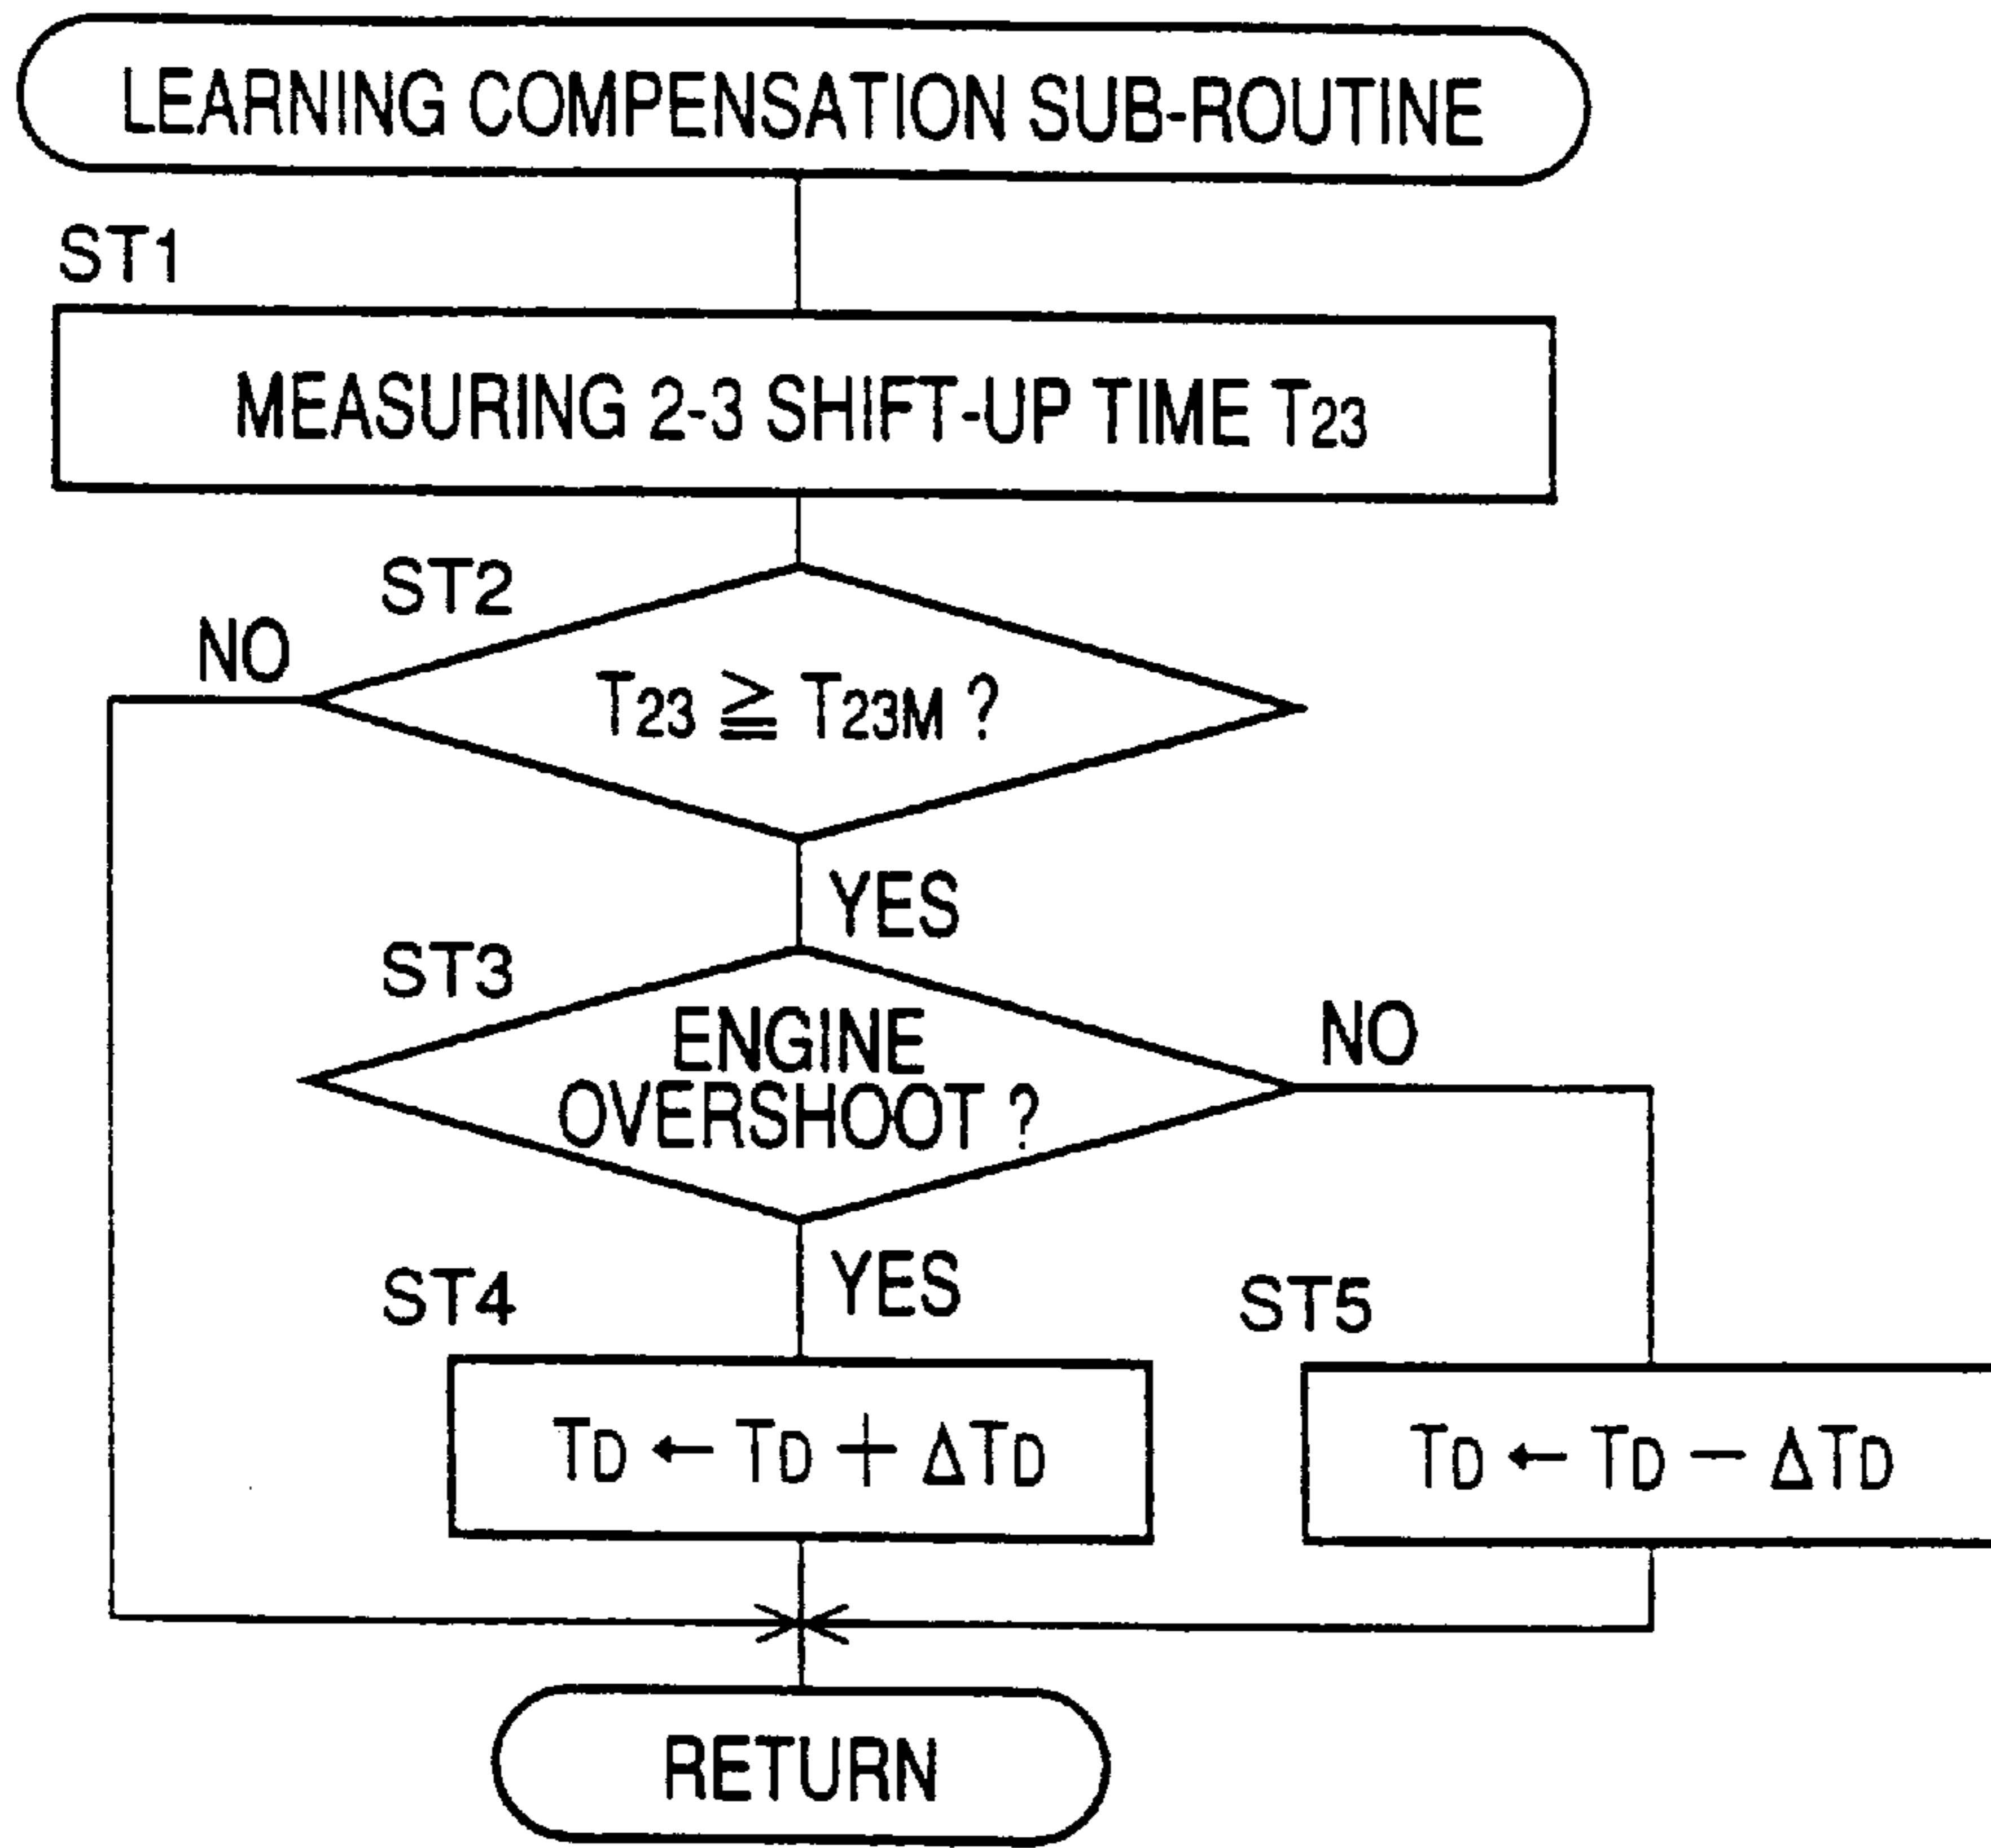 LEARNING COMPENSATION SUB-ROUTINE
ST1
MEASURING 2-3 SHIFT-UP TIME T23
ST2
NO
T23 ≧ T23M ?
YES
ST3
ENGINE
OVERSHOOT ?
NO
YES
ST4
TD ← TD + ΔTD
ST5
TD ← TD − ΔTD
RETURN